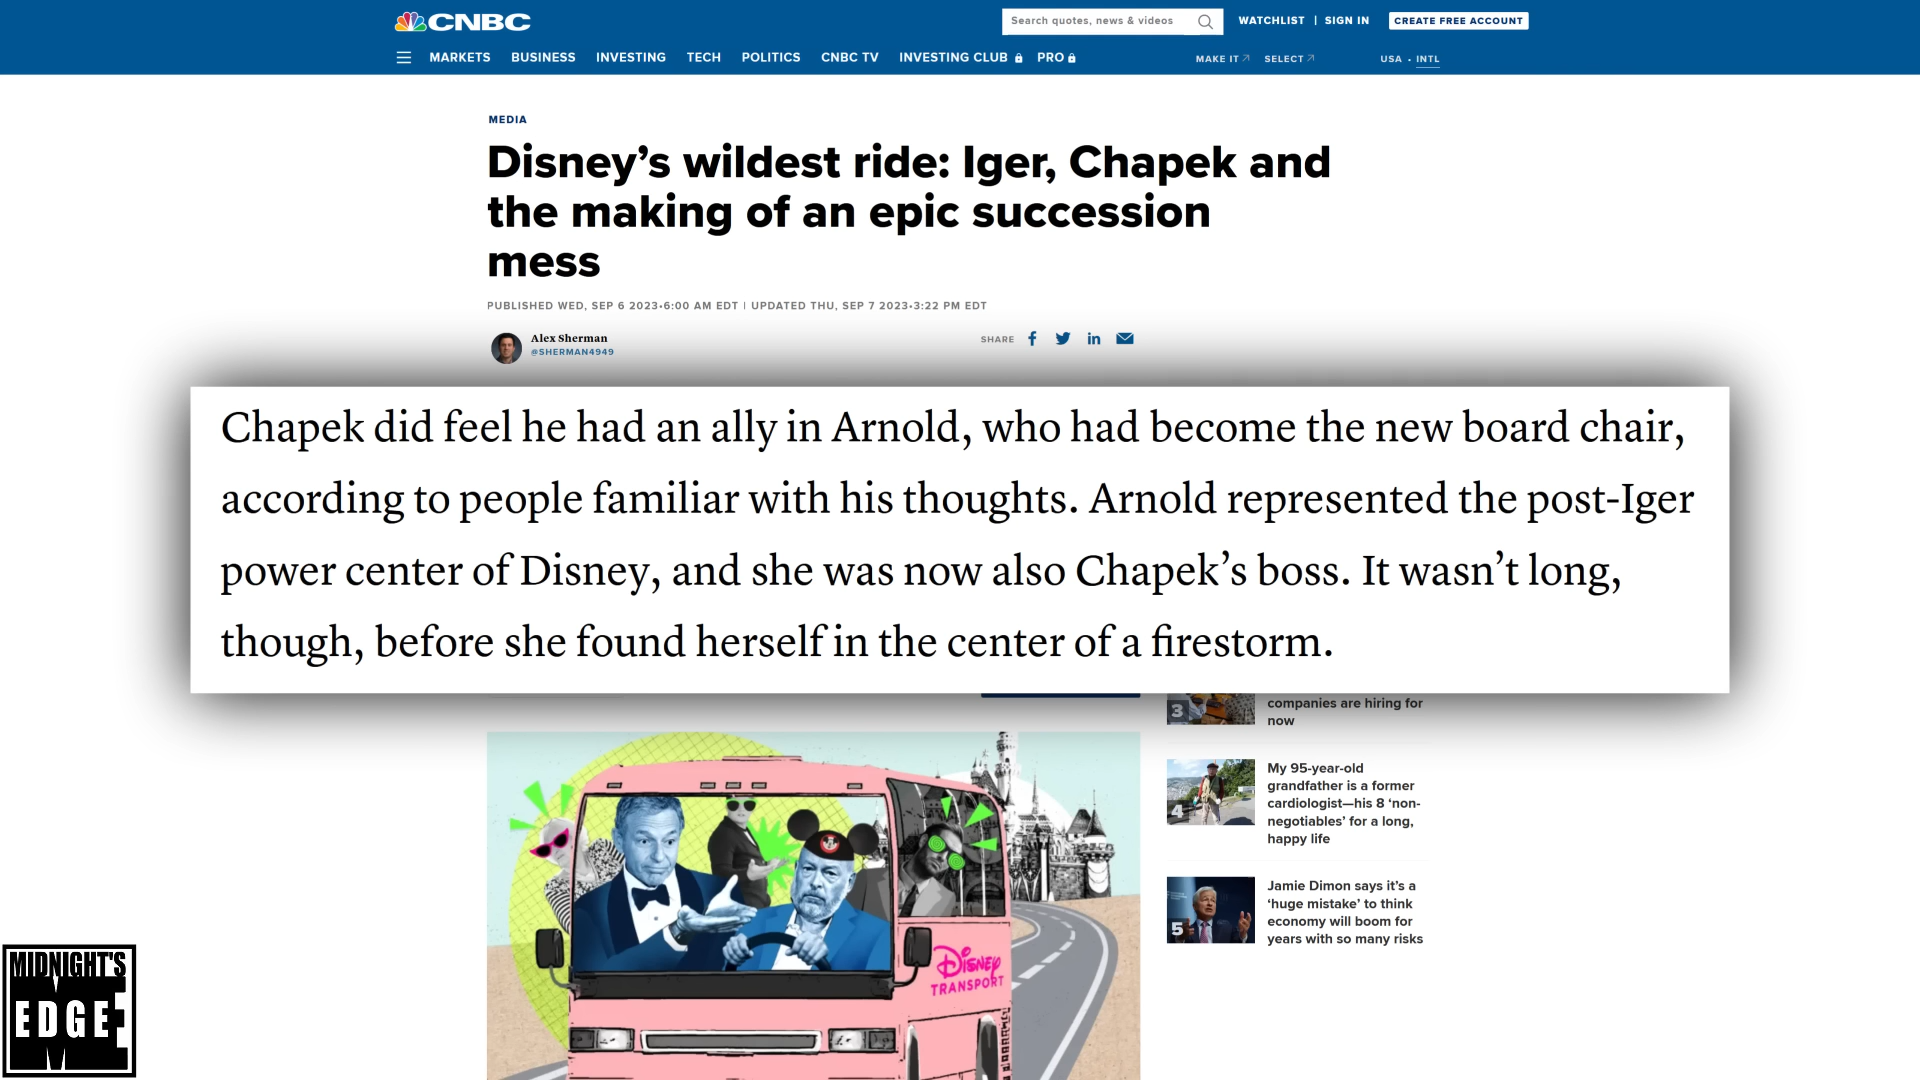 CNBC
Search quotes, news & videos
WATCHLIST | SIGN IN
CREATE FREE ACCOUNT
MARKETS BUSINESS INVESTING TECH POLITICS CNBC TV INVESTING CLUB PRO
MAKE IT SELECT
USA • INTL
MEDIA
Disney’s wildest ride: Iger, Chapek and
the making of an epic succession
mess
PUBLISHED WED, SEP 6 2023•6:00 AM EDT | UPDATED THU, SEP 7 2023•3:22 PM EDT
Alex Sherman
@SHERMAN4949
SHARE
Chapek did feel he had an ally in Arnold, who had become the new board chair,
according to people familiar with his thoughts. Arnold represented the post-Iger
power center of Disney, and she was now also Chapek’s boss. It wasn’t long,
though, before she found herself in the center of a firestorm.
3
companies are hiring for
now
4
My 95-year-old
grandfather is a former
cardiologist—his 8 ‘non-
negotiables’ for a long,
happy life
5
Jamie Dimon says it’s a
‘huge mistake’ to think
economy will boom for
years with so many risks
DISNEY
TRANSPORT
MIDNIGHT'S
EDGE